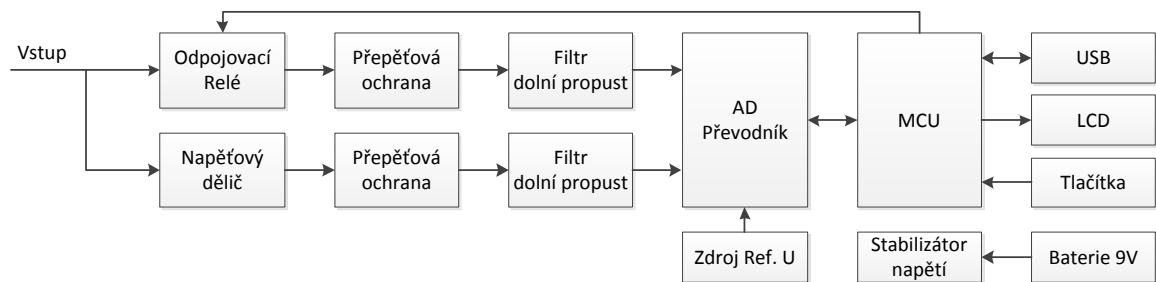 Vstup
Odpojovací
Relé
Přepěťová
ochrana
Filtr
dolní propust
Napěťový
dělič
Přepěťová
ochrana
Filtr
dolní propust
AD
Převodník
MCU
USB
LCD
Tlačítka
Zdroj Ref. U
Stabilizátor
napětí
Baterie 9V